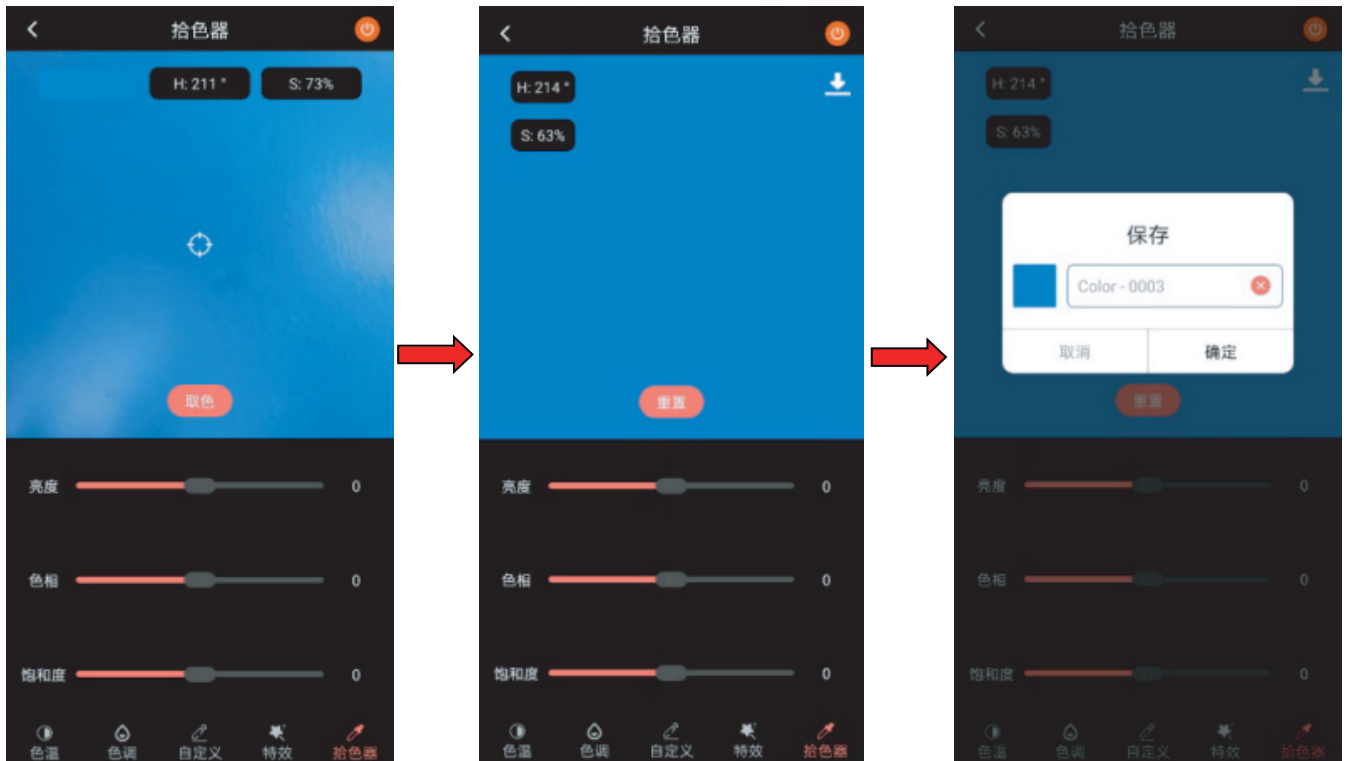 拾色器
H: 211 °
S: 73%
取色
亮度 0
色相 0
饱和度 0
色温 色调 自定义 特效 拾色器
拾色器
H: 214 °
S: 63%
重置
亮度 0
色相 0
饱和度 0
色温 色调 自定义 特效 拾色器
拾色器
H: 214 °
S: 63%
保存
Color - 0003
取消 确定
重置
亮度 0
色相 0
饱和度 0
色温 色调 自定义 特效 拾色器